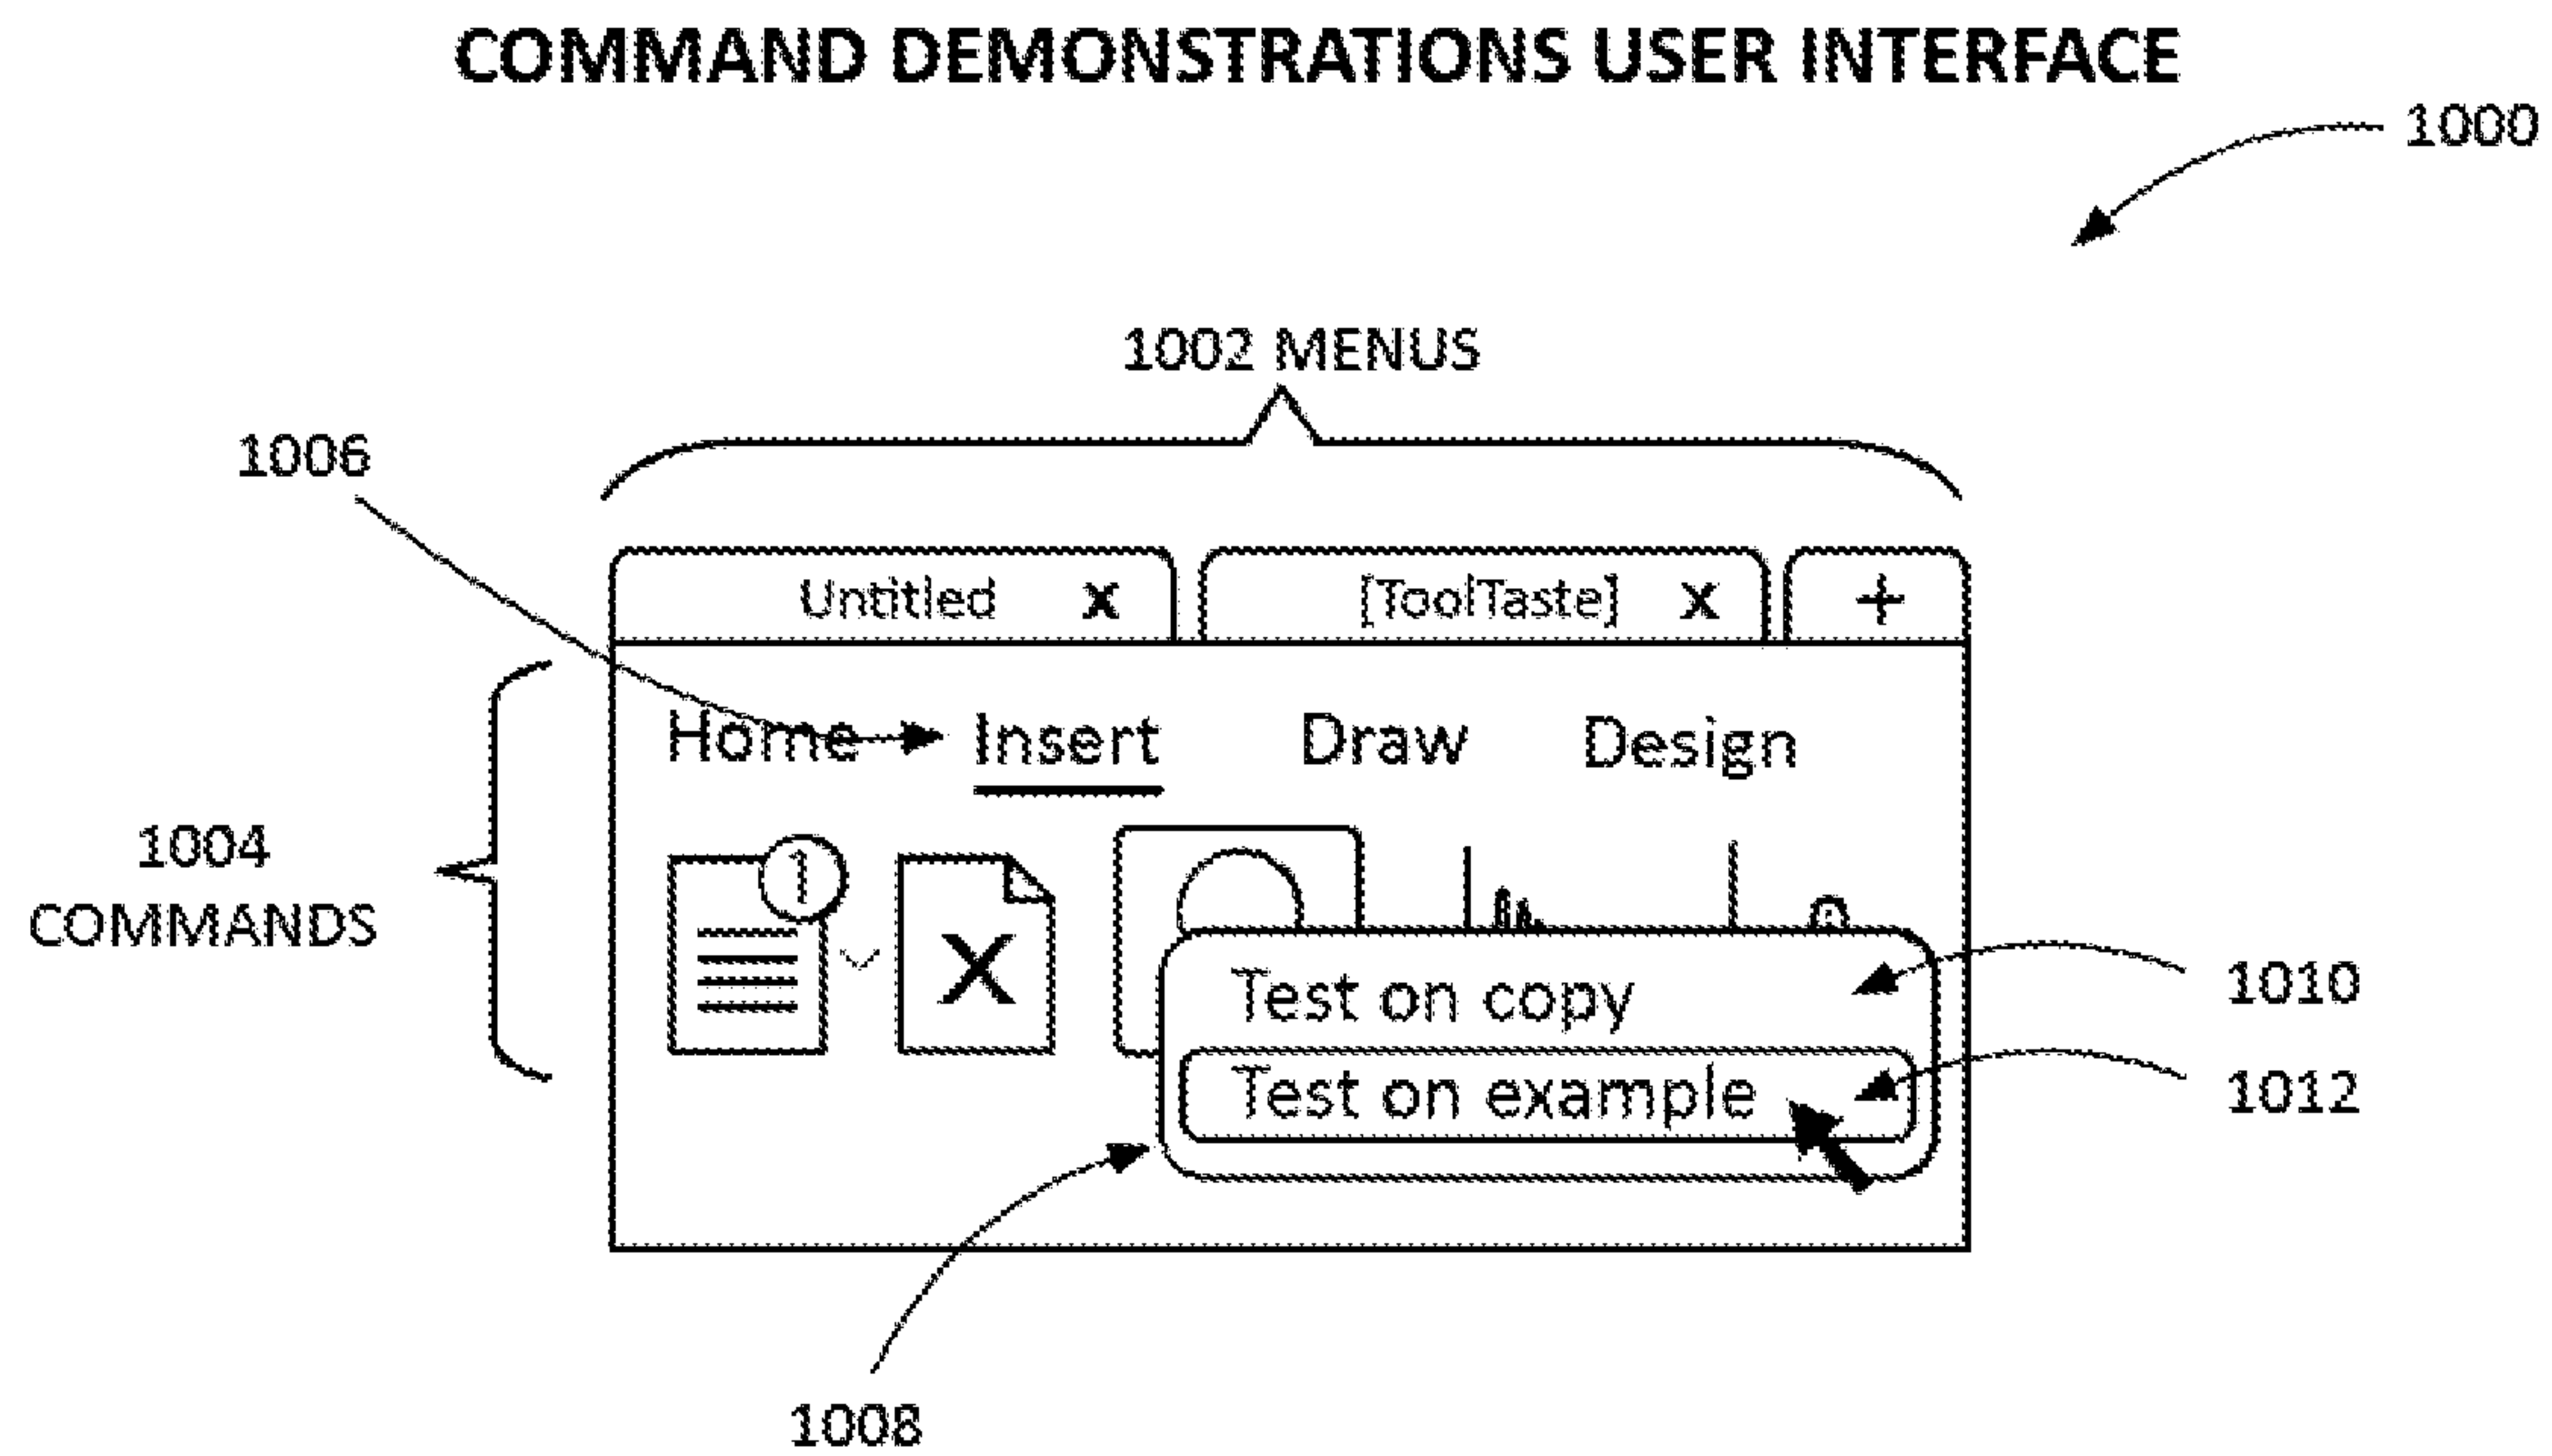 COMMAND DEMONSTRATIONS USER INTERFACE
1000
1002 MENUS
1006
Untitled x [ToolTaste] x +
Home Insert Draw Design
1004
COMMANDS
1
X
Test on copy
1010
Test on example
1012
1008